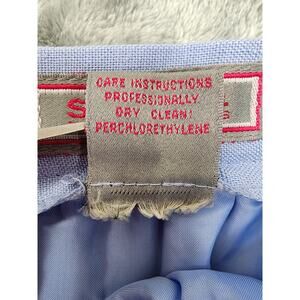 CARE INSTRUCTIONS
PROFESSIONALLY
DRY CLEAN:
PERCHLORETHYLENE
S